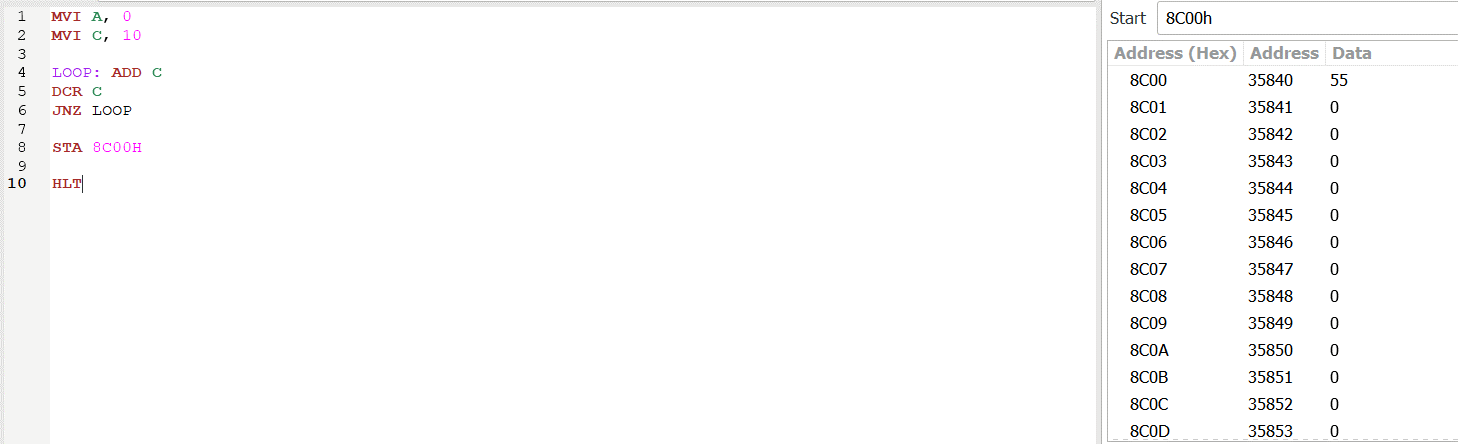 1 MVI A, 0
2 MVI C, 10
3
4 LOOP: ADD C
5 DCR C
6 JNZ LOOP
7
8 STA 8C00H
9
10 HLT
Start 8C00h
Address (Hex) Address Data
8C00 35840 55
8C01 35841 0
8C02 35842 0
8C03 35843 0
8C04 35844 0
8C05 35845 0
8C06 35846 0
8C07 35847 0
8C08 35848 0
8C09 35849 0
8C0A 35850 0
8C0B 35851 0
8C0C 35852 0
8C0D 35853 0